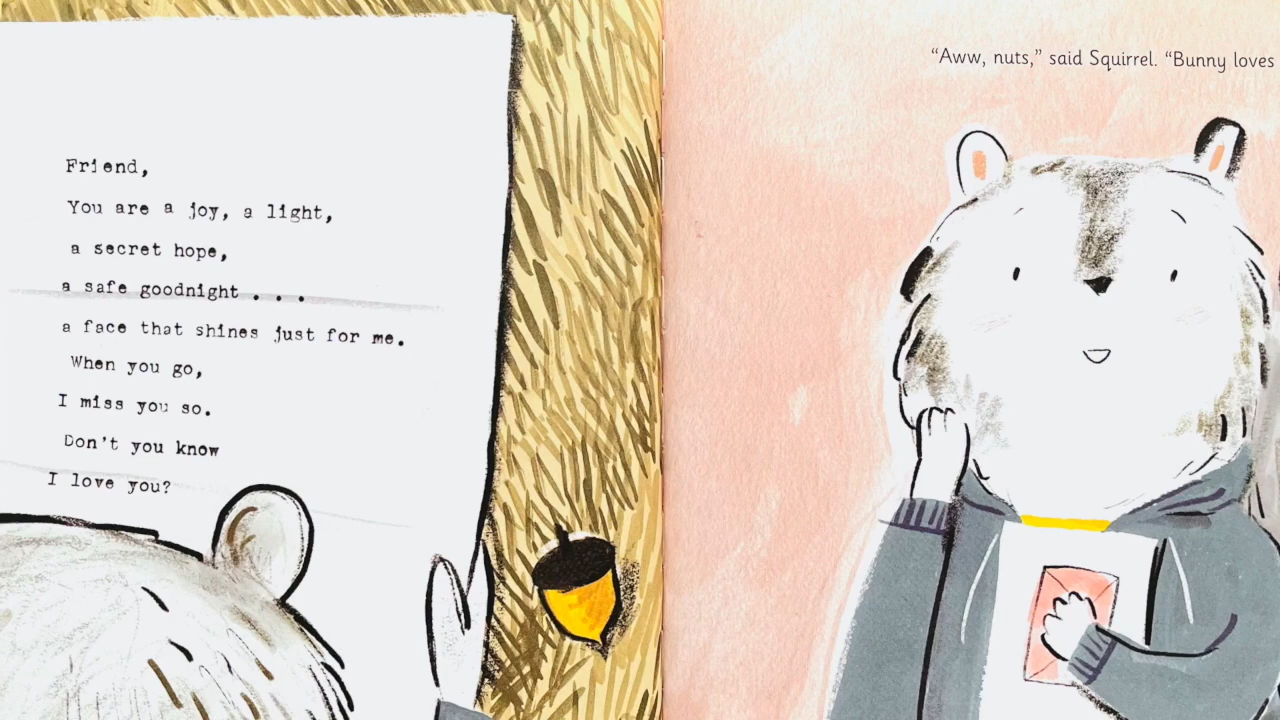 Friend,
You are a joy, a light,
a secret hope,
a safe goodnight . . .
a face that shines just for me.
When you go,
I miss you so.
Don't you know
I love you?
“Aww, nuts,” said Squirrel. “Bunny loves